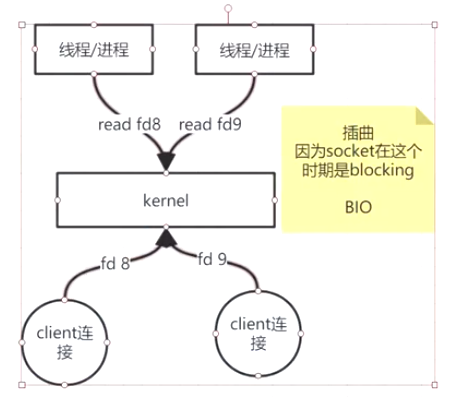 线程/进程
线程/进程
read fd8
read fd9
插曲
因为socket在这个
时期是blocking
BIO
kernel
fd 8
fd 9
client连
接
client连
接